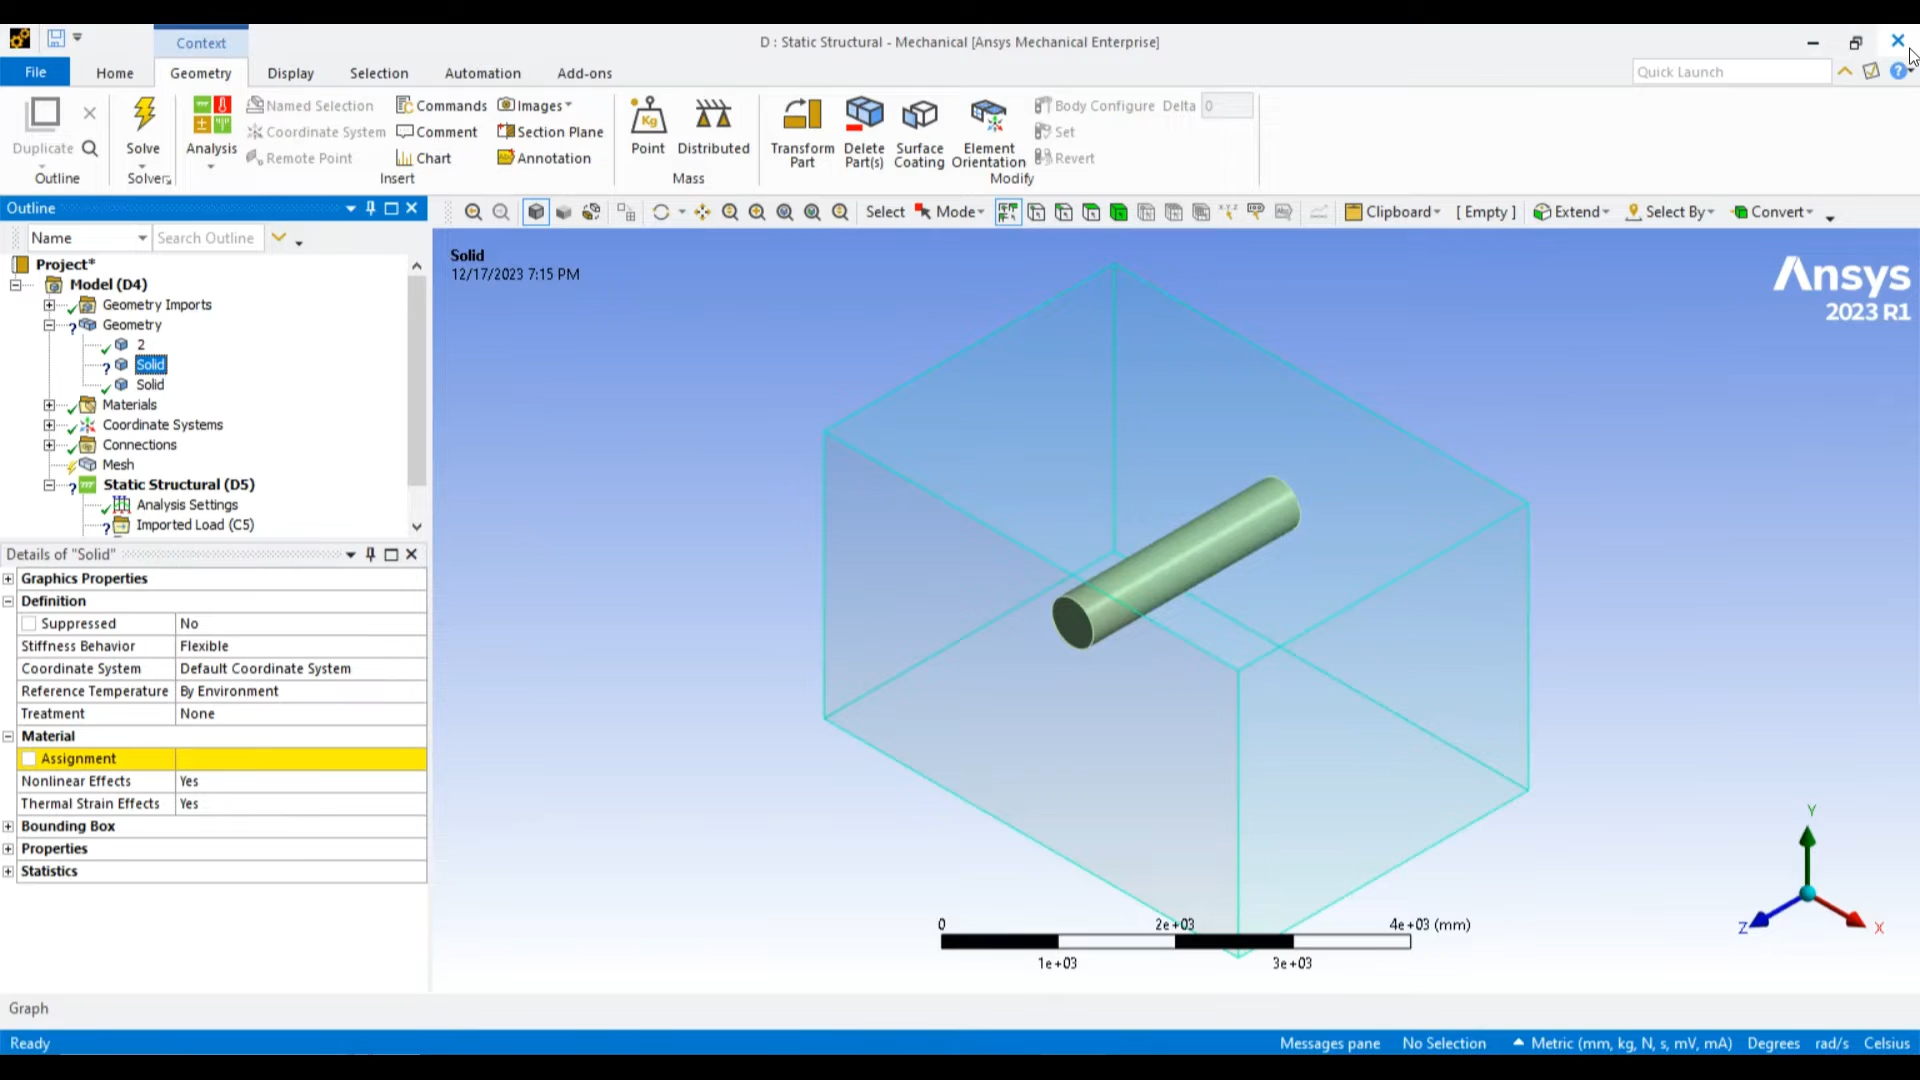 Context
D : Static Structural - Mechanical [Ansys Mechanical Enterprise]
File Home Geometry Display Selection Automation Add-ons
Quick Launch
Duplicate
Outline
Solve
Solver
Analysis
Named Selection
Coordinate System
Remote Point
Commands
Comment
Chart
Images
Section Plane
Annotation
Insert
Kg
Point
Distributed
Mass
Transform Part
Delete Part(s)
Surface Coating
Element Orientation
Modify
Body Configure Delta 0
Set
Revert
Outline
Select Mode Clipboard [ Empty ] Extend Select By Convert
Name Search Outline
Project*
Model (D4)
Geometry Imports
Geometry
2
Solid
Solid
Materials
Coordinate Systems
Connections
Mesh
Static Structural (D5)
Analysis Settings
Imported Load (C5)
Details of "Solid"
Graphics Properties
Definition
Suppressed No
Stiffness Behavior Flexible
Coordinate System Default Coordinate System
Reference Temperature By Environment
Treatment None
Material
Assignment
Nonlinear Effects Yes
Thermal Strain Effects Yes
Bounding Box
Properties
Statistics
Solid
12/17/2023 7:15 PM
Ansys
2023 R1
0 2e+03 4e+03 (mm)
1e+03 3e+03
Y
Z X
Graph
Ready Messages pane No Selection Metric (mm, kg, N, s, mV, mA) Degrees rad/s Celsius